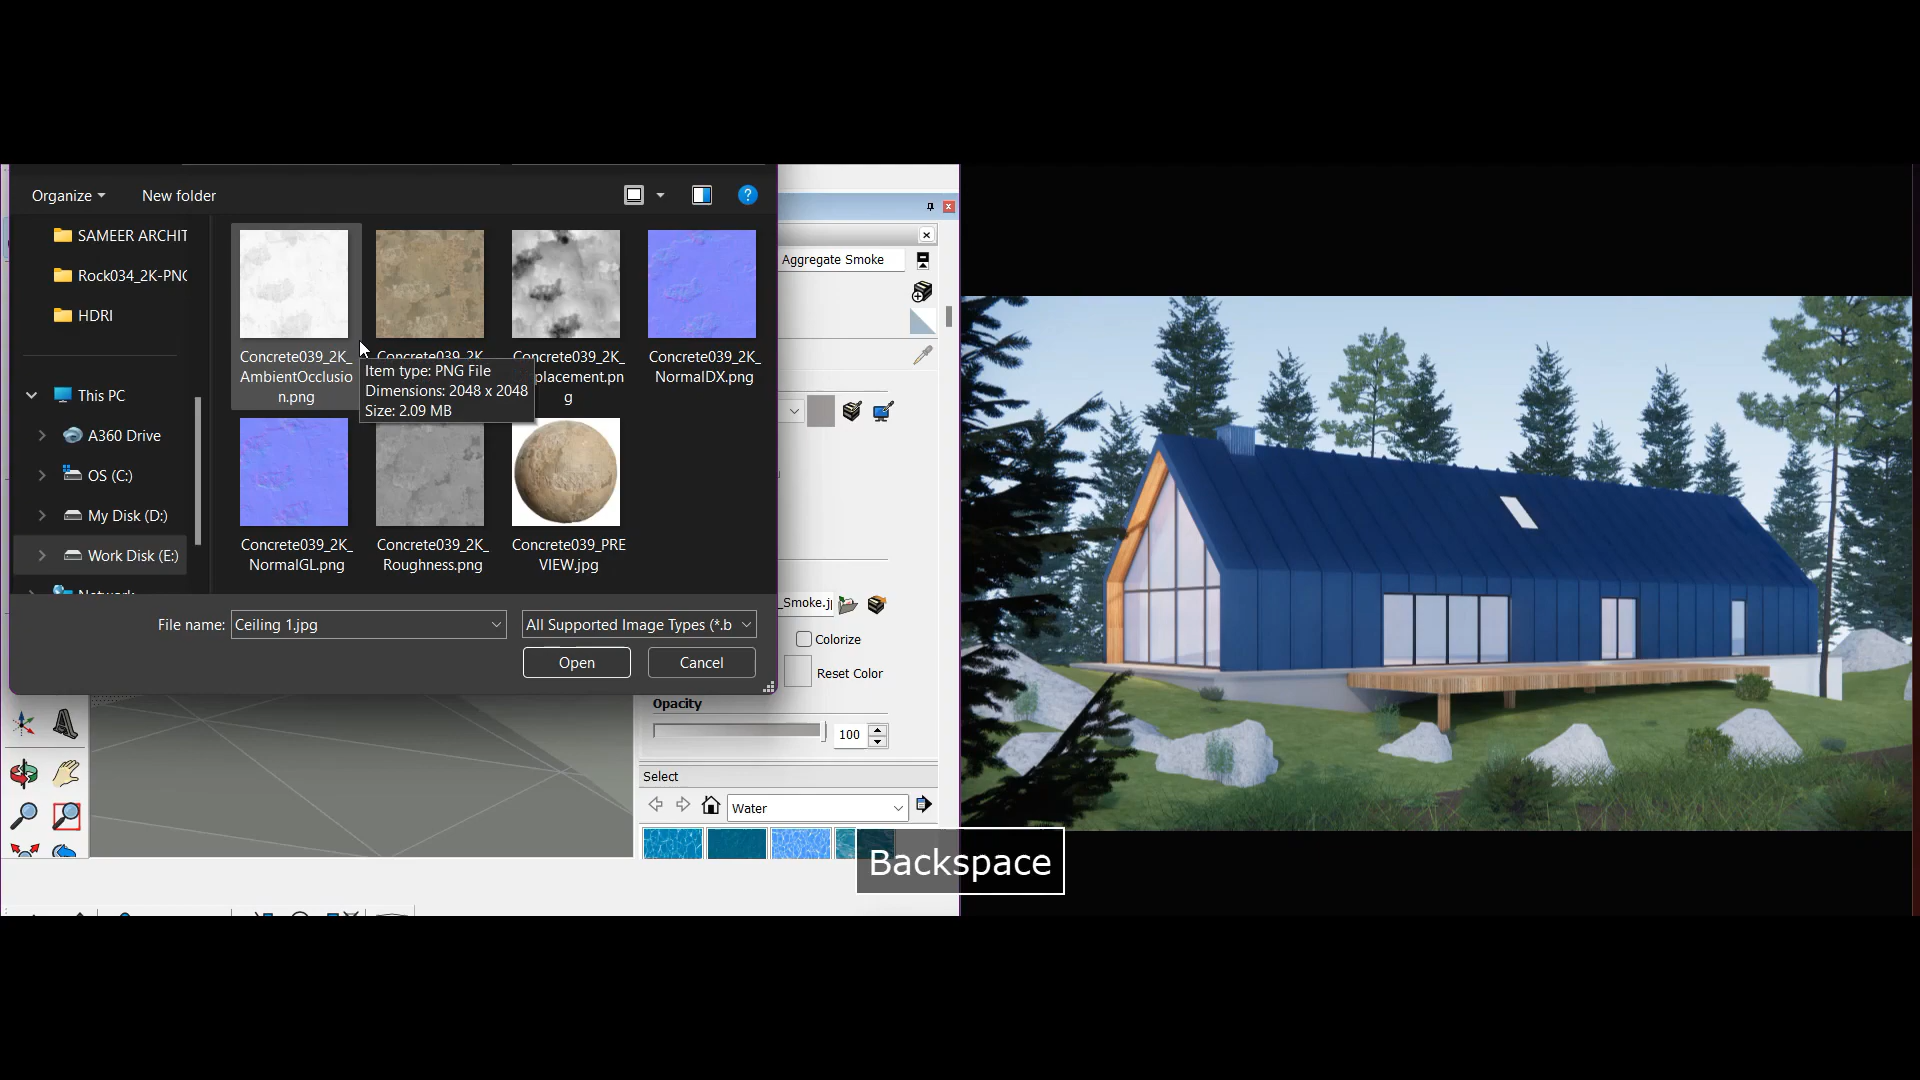 Organize
New folder
SAMEER ARCHIT
Rock034_2K-PNG
HDRI
This PC
A360 Drive
OS (C:)
My Disk (D:)
Work Disk (E:)
Concrete039_2K_
AmbientOcclusio
n.png
Concrete039_2K_
Concrete039_2K_
placement.pn
g
Concrete039_2K_
NormalDX.png
Item type: PNG File
Dimensions: 2048 x 2048
Size: 2.09 MB
Concrete039_2K_
NormalGL.png
Concrete039_2K_
Roughness.png
Concrete039_PRE
VIEW.jpg
File name:
Ceiling 1.jpg
All Supported Image Types (*.b
Open
Cancel
Aggregate Smoke
_Smoke.j
Colorize
Reset Color
Opacity
100
Select
Water
Backspace